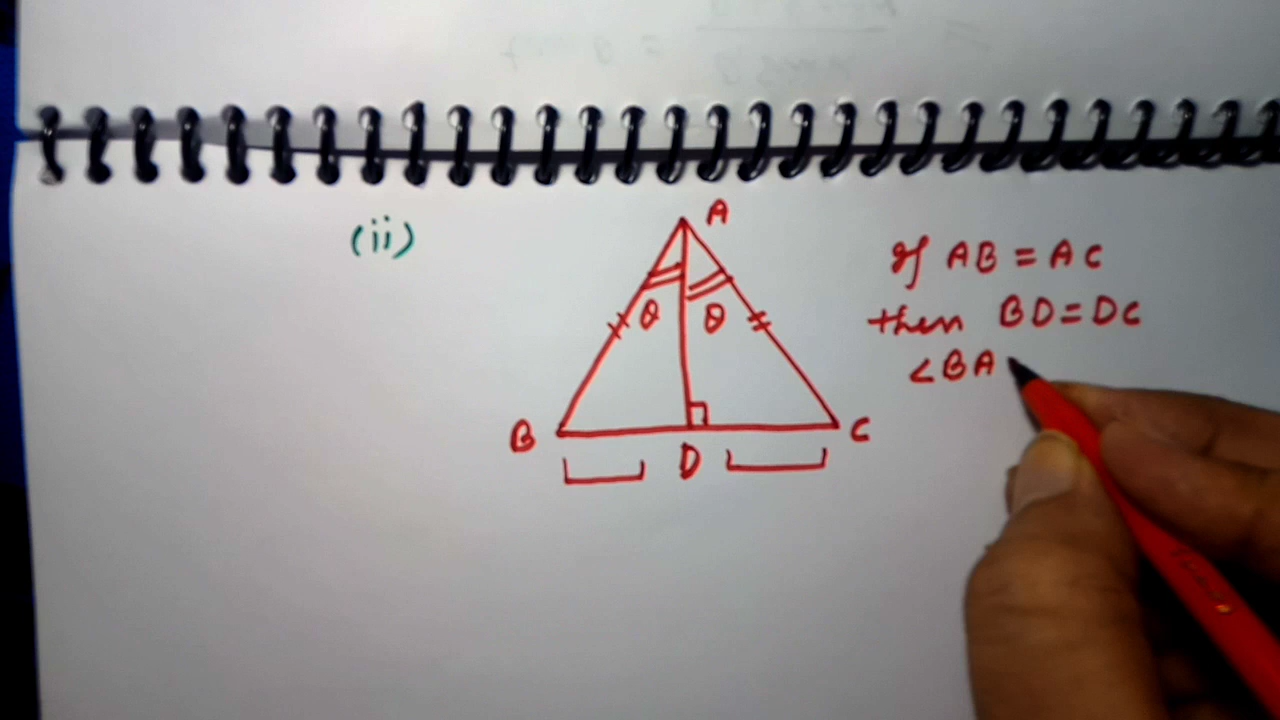 (ii)
A
If AB = AC
then BD = DC
∠BA
θ θ
B D C